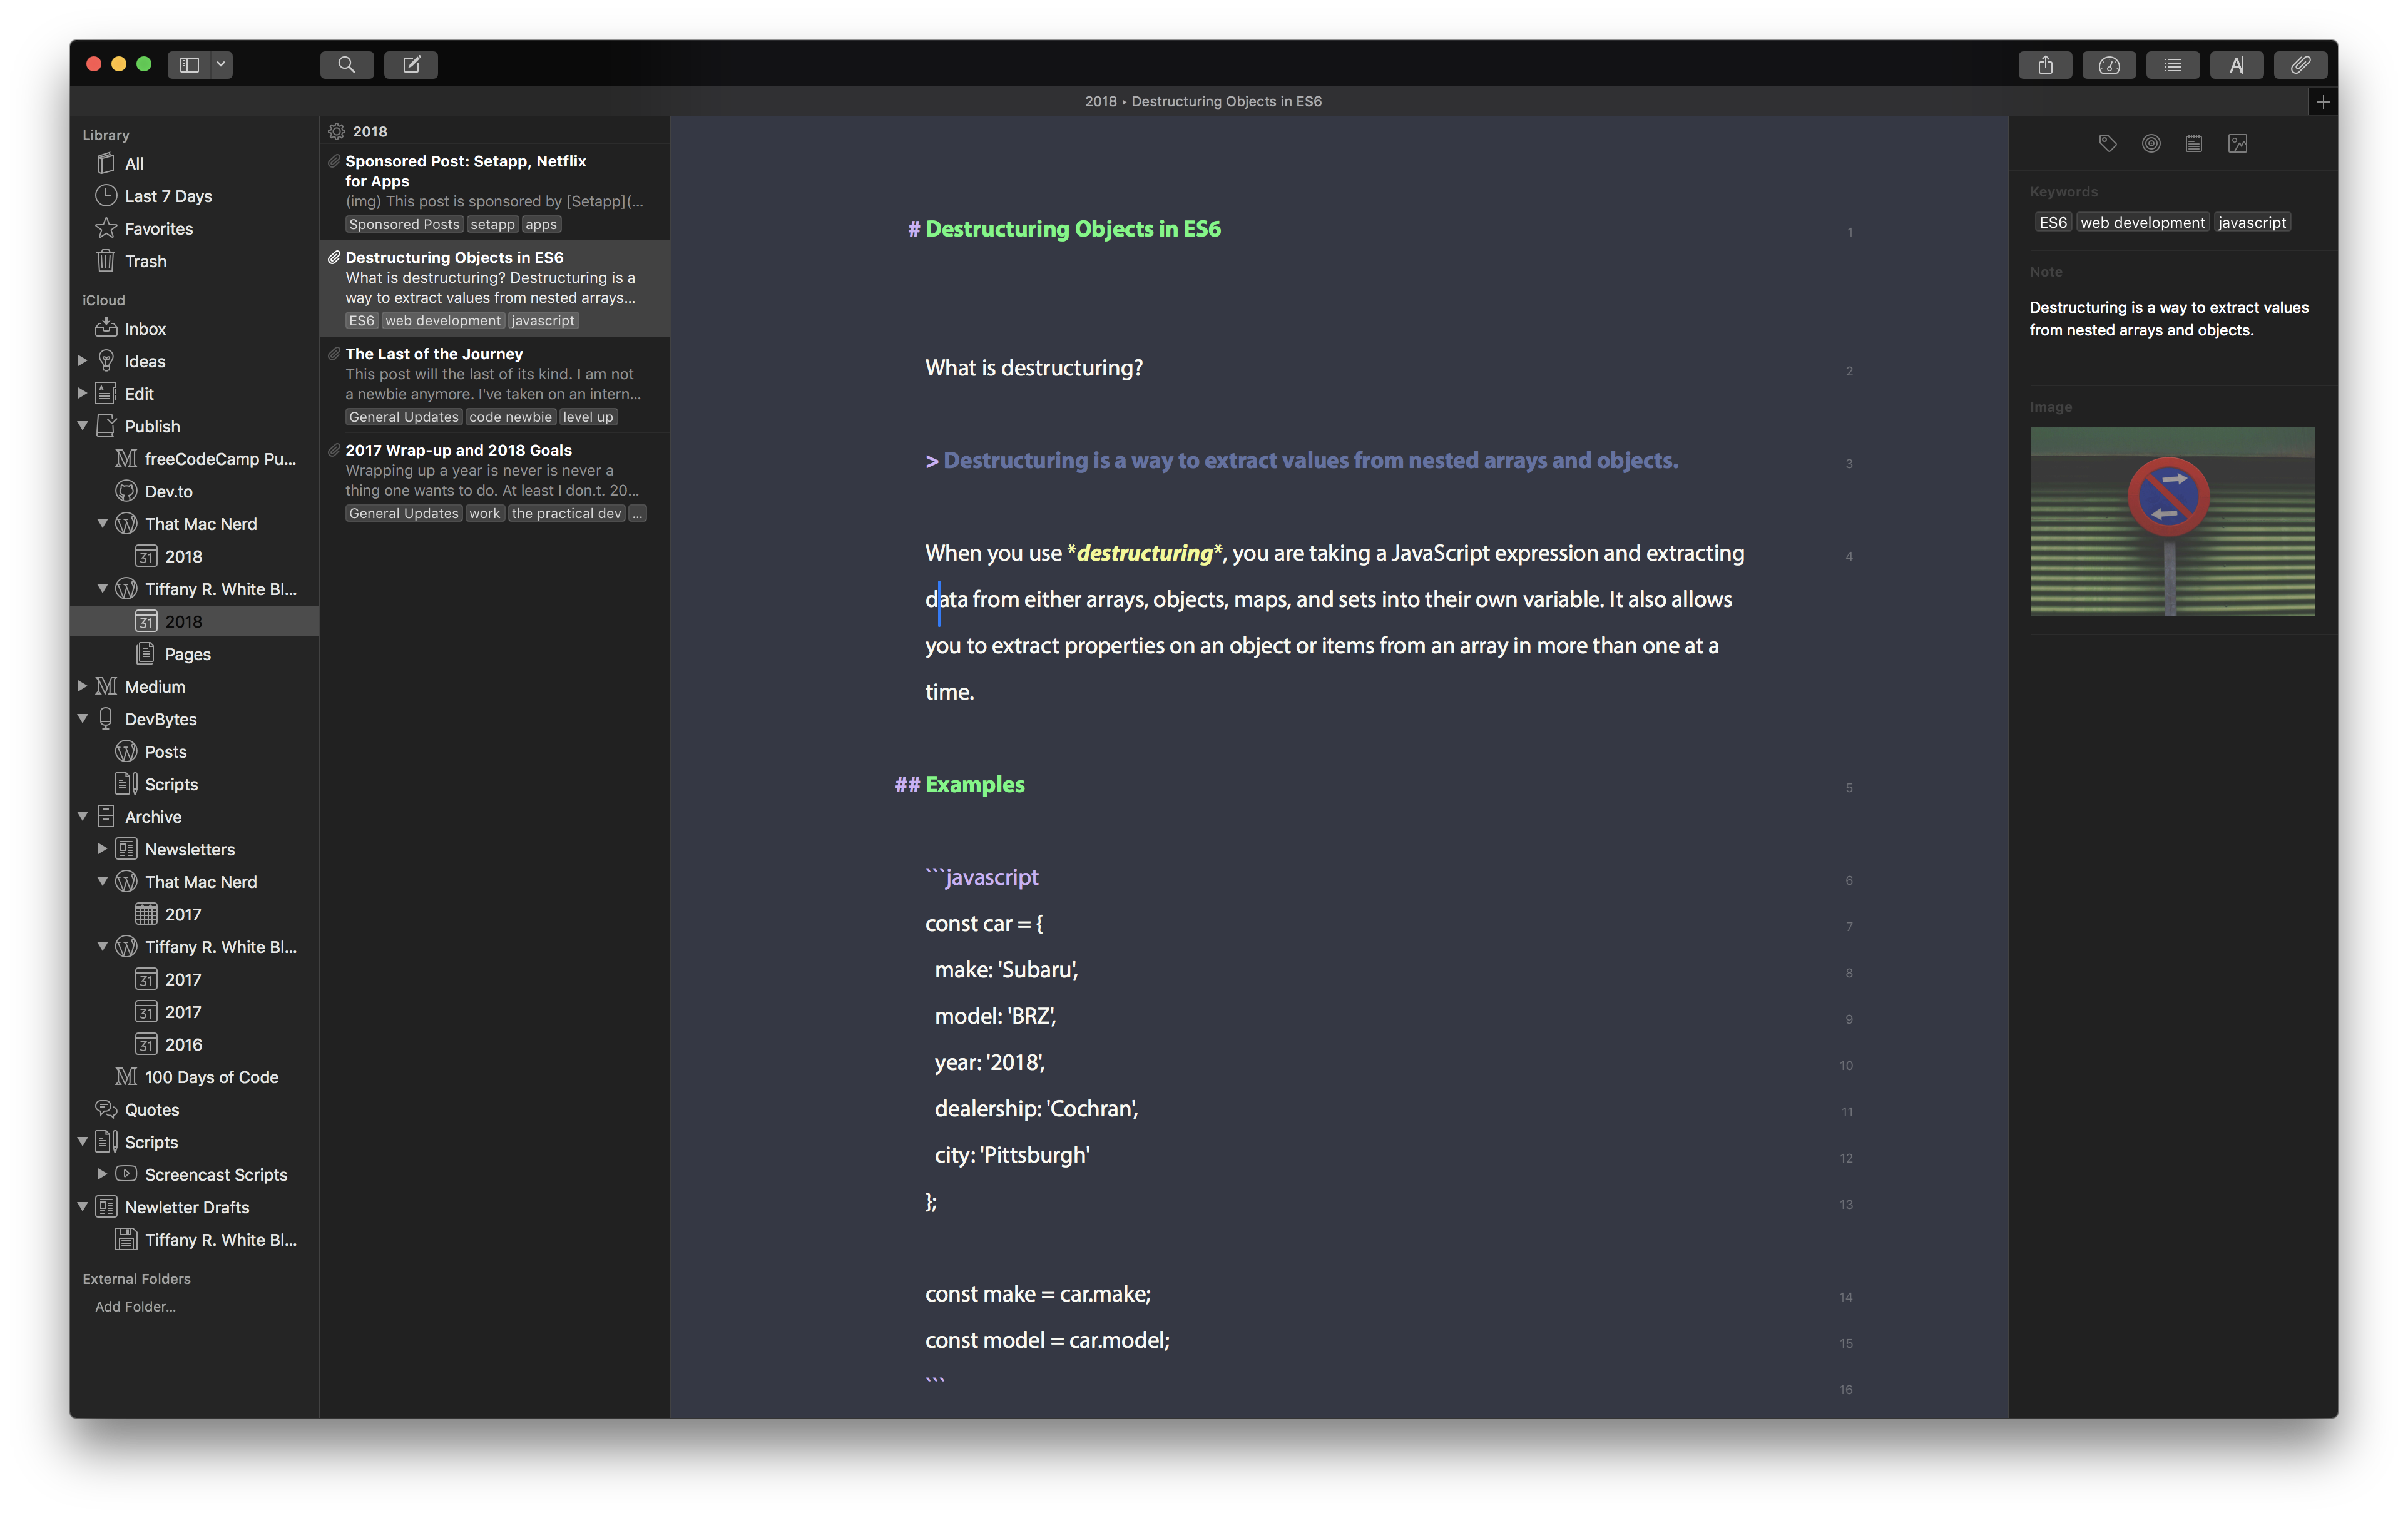 2018 ▸ Destructuring Objects in ES6
Library
All
Last 7 Days
Favorites
Trash
iCloud
Inbox
Ideas
Edit
Publish
freeCodeCamp Pu...
Dev.to
That Mac Nerd
31 2018
Tiffany R. White Bl...
31 2018
Pages
Medium
DevBytes
Posts
Scripts
Archive
Newsletters
That Mac Nerd
2017
Tiffany R. White Bl...
31 2017
31 2017
31 2016
100 Days of Code
Quotes
Scripts
Screencast Scripts
Newletter Drafts
Tiffany R. White Bl...
External Folders
Add Folder...
2018
Sponsored Post: Setapp, Netflix
for Apps
(img) This post is sponsored by [Setapp](...
Sponsored Posts setapp apps
Destructuring Objects in ES6
What is destructuring? Destructuring is a
way to extract values from nested arrays...
ES6 web development javascript
The Last of the Journey
This post will the last of its kind. I am not
a newbie anymore. I've taken on an intern...
General Updates code newbie level up
2017 Wrap-up and 2018 Goals
Wrapping up a year is never is never a
thing one wants to do. At least I don.t. 20...
General Updates work the practical dev ...
# Destructuring Objects in ES6 1
What is destructuring? 2
> Destructuring is a way to extract values from nested arrays and objects. 3
When you use *destructuring*, you are taking a JavaScript expression and extracting 4
data from either arrays, objects, maps, and sets into their own variable. It also allows
you to extract properties on an object or items from an array in more than one at a
time.
## Examples 5
```javascript 6
const car = { 7
make: 'Subaru', 8
model: 'BRZ', 9
year: '2018', 10
dealership: 'Cochran', 11
city: 'Pittsburgh' 12
}; 13
const make = car.make; 14
const model = car.model; 15
``` 16
A
Keywords
ES6 web development javascript
Note
Destructuring is a way to extract values
from nested arrays and objects.
Image